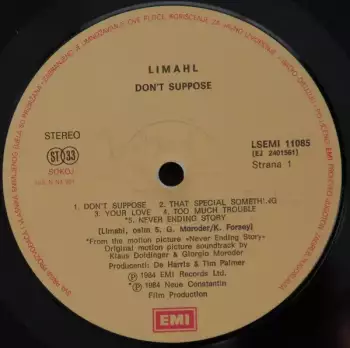 LIMAHL
DON'T SUPPOSE
STEREO
ST 33
SOKOJ
LSEMI 11085
[EJ 2401561]
Strana 1
1. DON'T SUPPOSE 2. THAT SPECIAL SOMETHING
3. YOUR LOVE 4. TOO MUCH TROUBLE
*5. NEVER ENDING STORY
(Limahl, osim 5. G. Moroder/K. Forsey)
*From the motion picture »Never Ending Story«
Original motion picture soundtrack by
Klaus Doldinger & Giorgio Moroder
Producenti: De Harris & Tim Palmer
℗ 1984 EMI Records Ltd.
*℗ 1984 Neue Constantin
Film Production
EMI